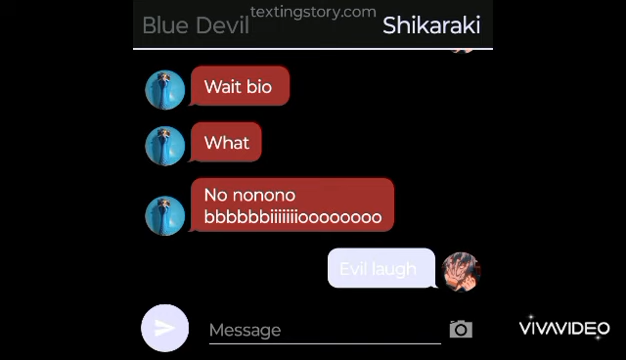 textingstory.com
Blue Devil
Shikaraki
Wait bio
What
No nonono
bbbbbbiiiiiiioooooooo
Evil laugh
Message
VIVAVIDEO